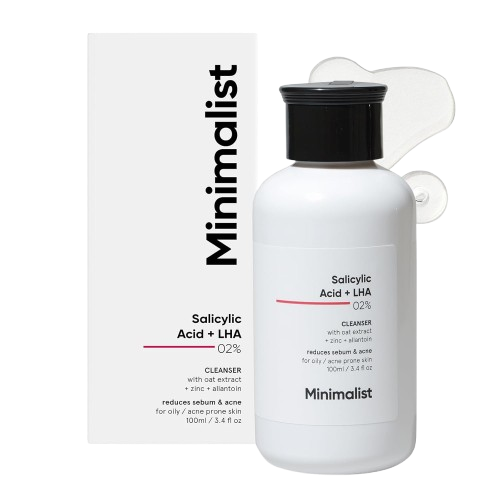 Minimalist
Salicylic
Acid + LHA
02%
CLEANSER
with oat extract
+ zinc + allantoin
reduces sebum & acne
for oily / acne prone skin
100ml / 3.4 fl oz
Salicylic
Acid + LHA
02%
CLEANSER
with oat extract
+ zinc + allantoin
reduces sebum & acne
for oily / acne prone skin
100ml / 3.4 fl oz
Minimalist